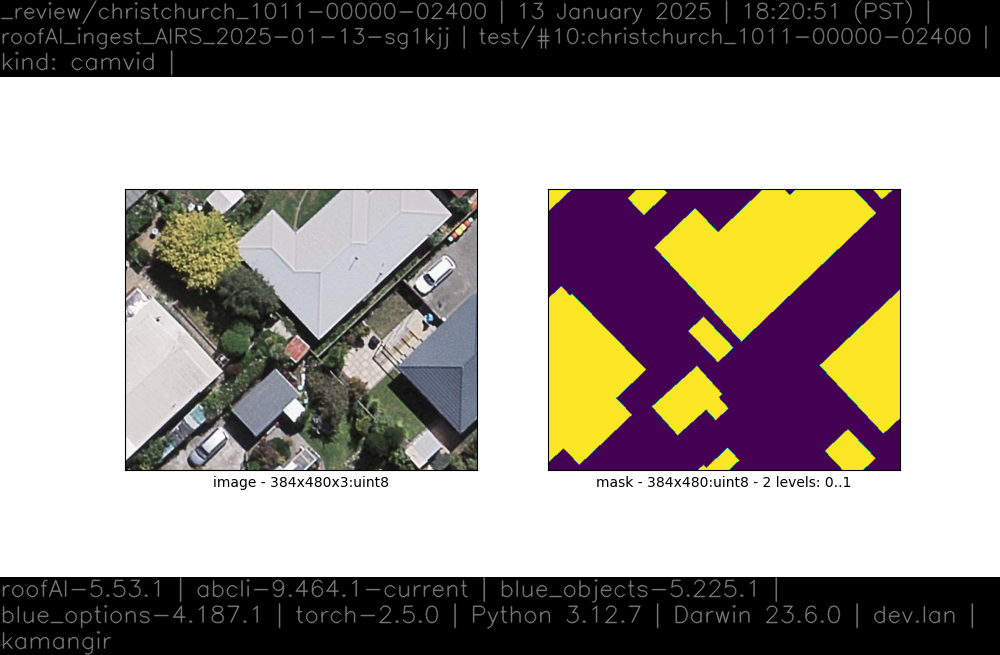 _review/christchurch_1011-00000-02400 | 13 January 2025 | 18:20:51 (PST) |
roofAI_ingest_AIRS_2025-01-13-sg1kjj | test/#10:christchurch_1011-00000-02400 |
kind: camvid |
image - 384x480x3:uint8
mask - 384x480:uint8 - 2 levels: 0..1
roofAI-5.53.1 | abcli-9.464.1-current | blue_objects-5.225.1 |
blue_options-4.187.1 | torch-2.5.0 | Python 3.12.7 | Darwin 23.6.0 | dev.lan |
kamangir